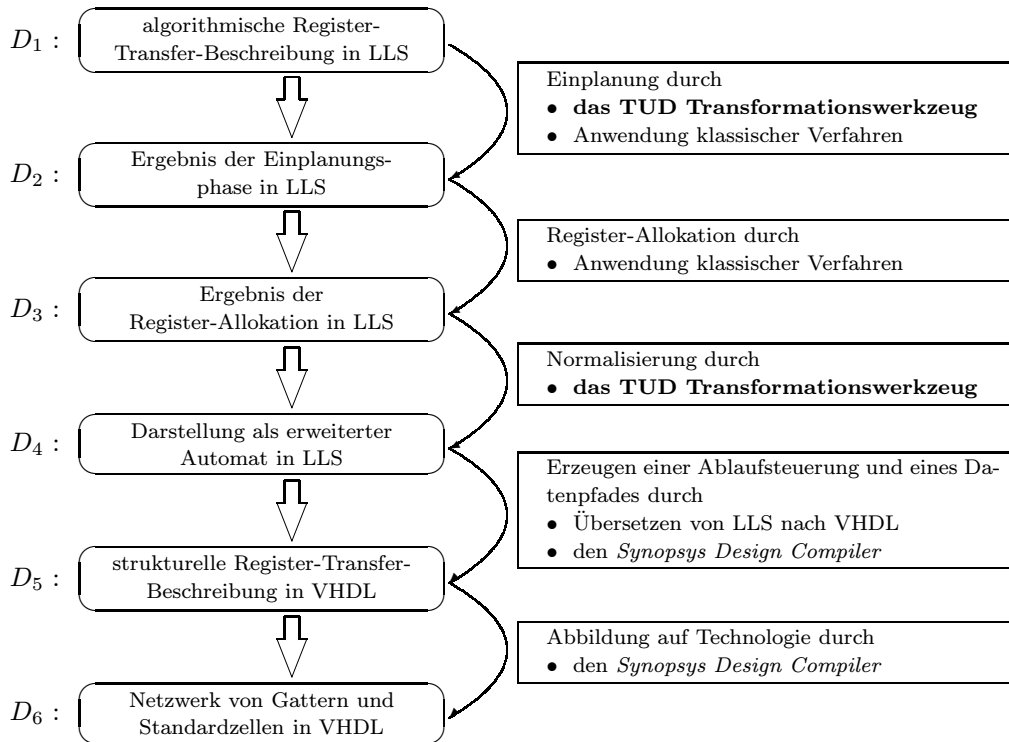 algorithmische Register-
D₁ : Transfer-Beschreibung in LLS
Einplanung durch
• das TUD Transformationswerkzeug
• Anwendung klassischer Verfahren
Ergebnis der Einplanungs-
D₂ : phase in LLS
Register-Allokation durch
• Anwendung klassischer Verfahren
Ergebnis der
D₃ : Register-Allokation in LLS
Normalisierung durch
• das TUD Transformationswerkzeug
Darstellung als erweiterter
D₄ : Automat in LLS
Erzeugen einer Ablaufsteuerung und eines Da-
tenpfades durch
• Übersetzen von LLS nach VHDL
• den Synopsys Design Compiler
strukturelle Register-Transfer-
D₅ : Beschreibung in VHDL
Abbildung auf Technologie durch
• den Synopsys Design Compiler
Netzwerk von Gattern und
D₆ : Standardzellen in VHDL